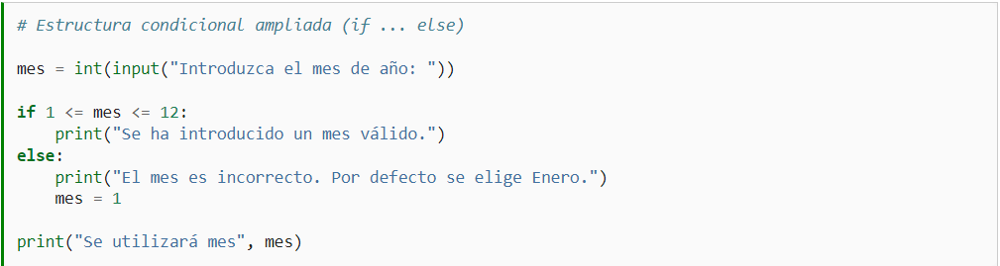 # Estructura condicional ampliada (if ... else)
mes = int(input("Introduzca el mes de año: "))
if 1 <= mes <= 12:
    print("Se ha introducido un mes válido.")
else:
    print("El mes es incorrecto. Por defecto se elige Enero.")
    mes = 1
print("Se utilizará mes", mes)